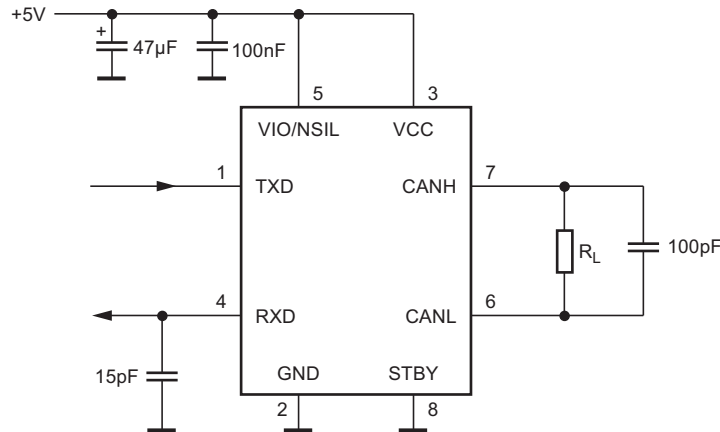 +5V
+
47µF
100nF
5
3
VIO/NSIL
VCC
1
7
TXD
CANH
R_L
100pF
4
6
RXD
CANL
15pF
GND
STBY
2
8